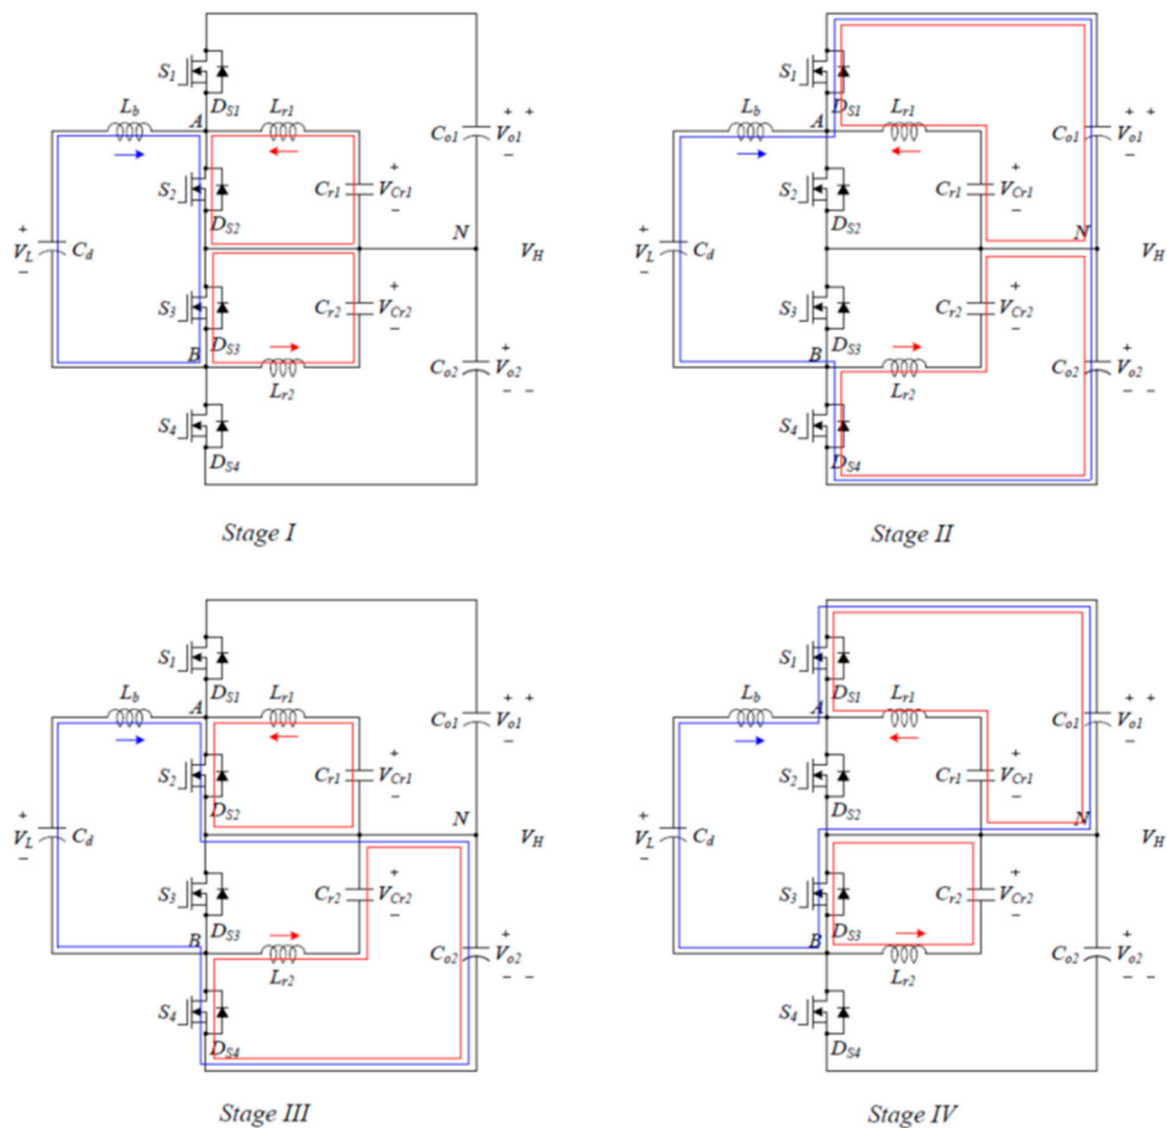 S1
DS1
Lb
A
Lr1
Co1
+ +
Vo1
−
S2
DS2
Cr1
+
VCr1
−
N
+
VL
−
Cd
VH
S3
DS3
Cr2
+
VCr2
−
B
Lr2
Co2
+
Vo2
− −
S4
DS4
Stage I
S1
DS1
Lb
A
Lr1
Co1
+ +
Vo1
−
S2
DS2
Cr1
+
VCr1
−
N
+
VL
−
Cd
VH
S3
DS3
Cr2
+
VCr2
−
B
Lr2
Co2
+
Vo2
− −
S4
DS4
Stage II
S1
DS1
Lb
A
Lr1
Co1
+ +
Vo1
−
S2
DS2
Cr1
+
VCr1
−
N
+
VL
−
Cd
VH
S3
DS3
Cr2
+
VCr2
−
B
Lr2
Co2
+
Vo2
− −
S4
DS4
Stage III
S1
DS1
Lb
A
Lr1
Co1
+ +
Vo1
−
S2
DS2
Cr1
+
VCr1
−
N
+
VL
−
Cd
VH
S3
DS3
Cr2
+
VCr2
−
B
Lr2
Co2
+
Vo2
− −
S4
DS4
Stage IV